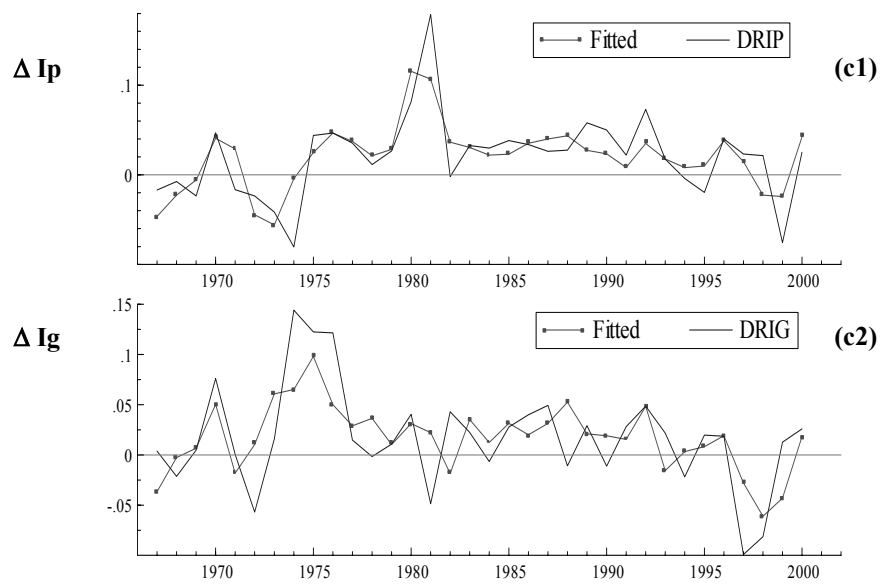 Δ Ip
Fitted DRIP
(c1)
.1
0
1970 1975 1980 1985 1990 1995 2000
Δ Ig
.15
Fitted DRIG
(c2)
.1
0.05
0
-.05
1970 1975 1980 1985 1990 1995 2000